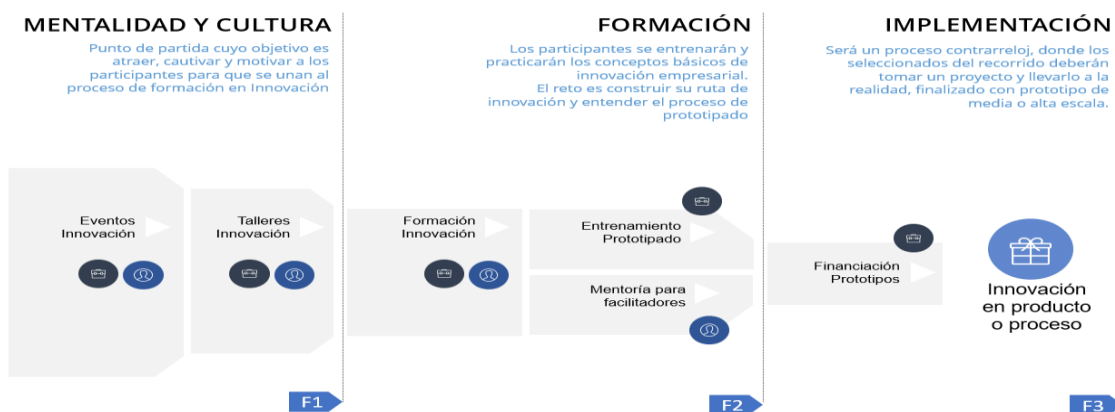 MENTALIDAD Y CULTURA
Punto de partida cuyo objetivo es
atraer, cautivar y motivar a los
participantes para que se unan al
proceso de formación en Innovación
Eventos
Innovación
Talleres
Innovación
F1
FORMACIÓN
Los participantes se entrenarán y
practicarán los conceptos básicos de
innovación empresarial.
El reto es construir su ruta de
innovación y entender el proceso de
prototipado
Formación
Innovación
Entrenamiento
Prototipado
Mentoría para
facilitadores
F2
IMPLEMENTACIÓN
Será un proceso contrarreloj, donde los
seleccionados del recorrido deberán
tomar un proyecto y llevarlo a la
realidad, finalizado con prototipo de
media o alta escala.
Financiación
Prototipos
Innovación
en producto
o proceso
F3